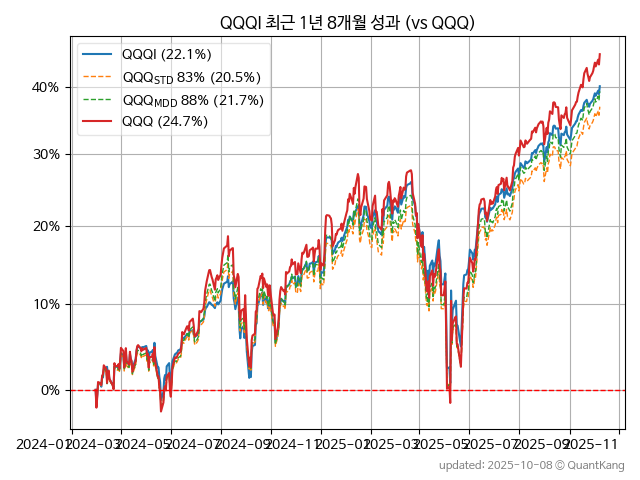 QQQI 최근 1년 8개월 성과 (vs QQQ)
QQQI (22.1%)
QQQSTD 83% (20.5%)
QQQMDD 88% (21.7%)
QQQ (24.7%)
40%
30%
20%
10%
0%
2024-01 2024-03 2024-05 2024-07 2024-09 2024-11 2025-01 2025-03 2025-05 2025-07 2025-09 2025-11
updated: 2025-10-08 © QuantKang